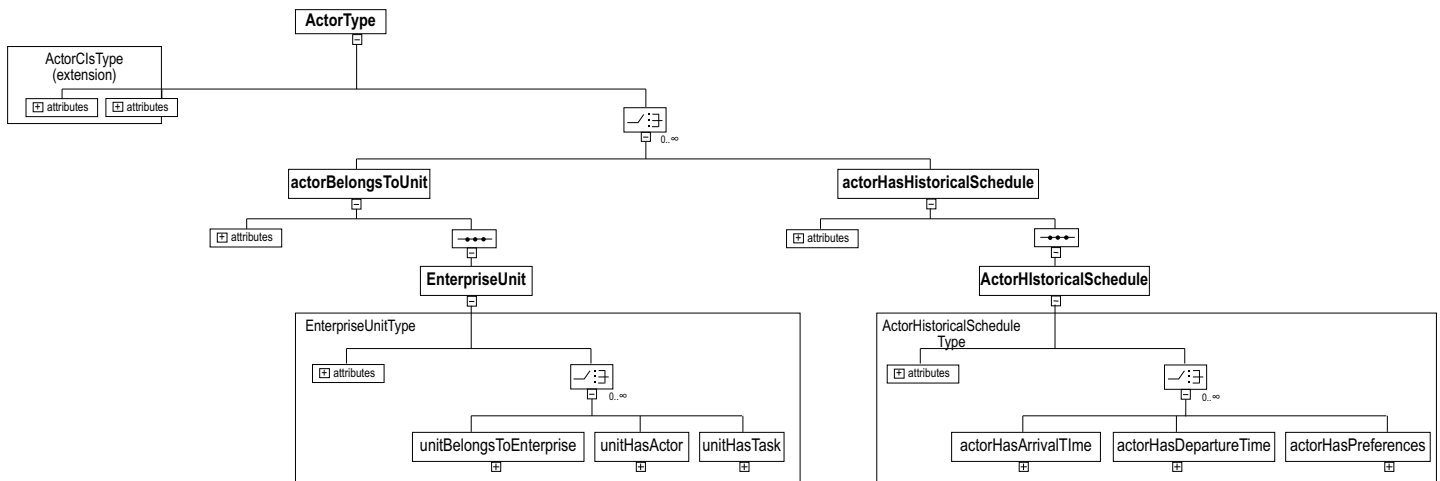 ActorType
ActorClsType
(extension)
attributes
attributes
0..∞
actorBelongsToUnit
actorHasHistoricalSchedule
attributes
attributes
EnterpriseUnit
ActorHIstoricalSchedule
EnterpriseUnitType
ActorHistoricalSchedule
Type
attributes
attributes
0..∞
0..∞
unitBelongsToEnterprise
unitHasActor
unitHasTask
actorHasArrivalTIme
actorHasDepartureTime
actorHasPreferences